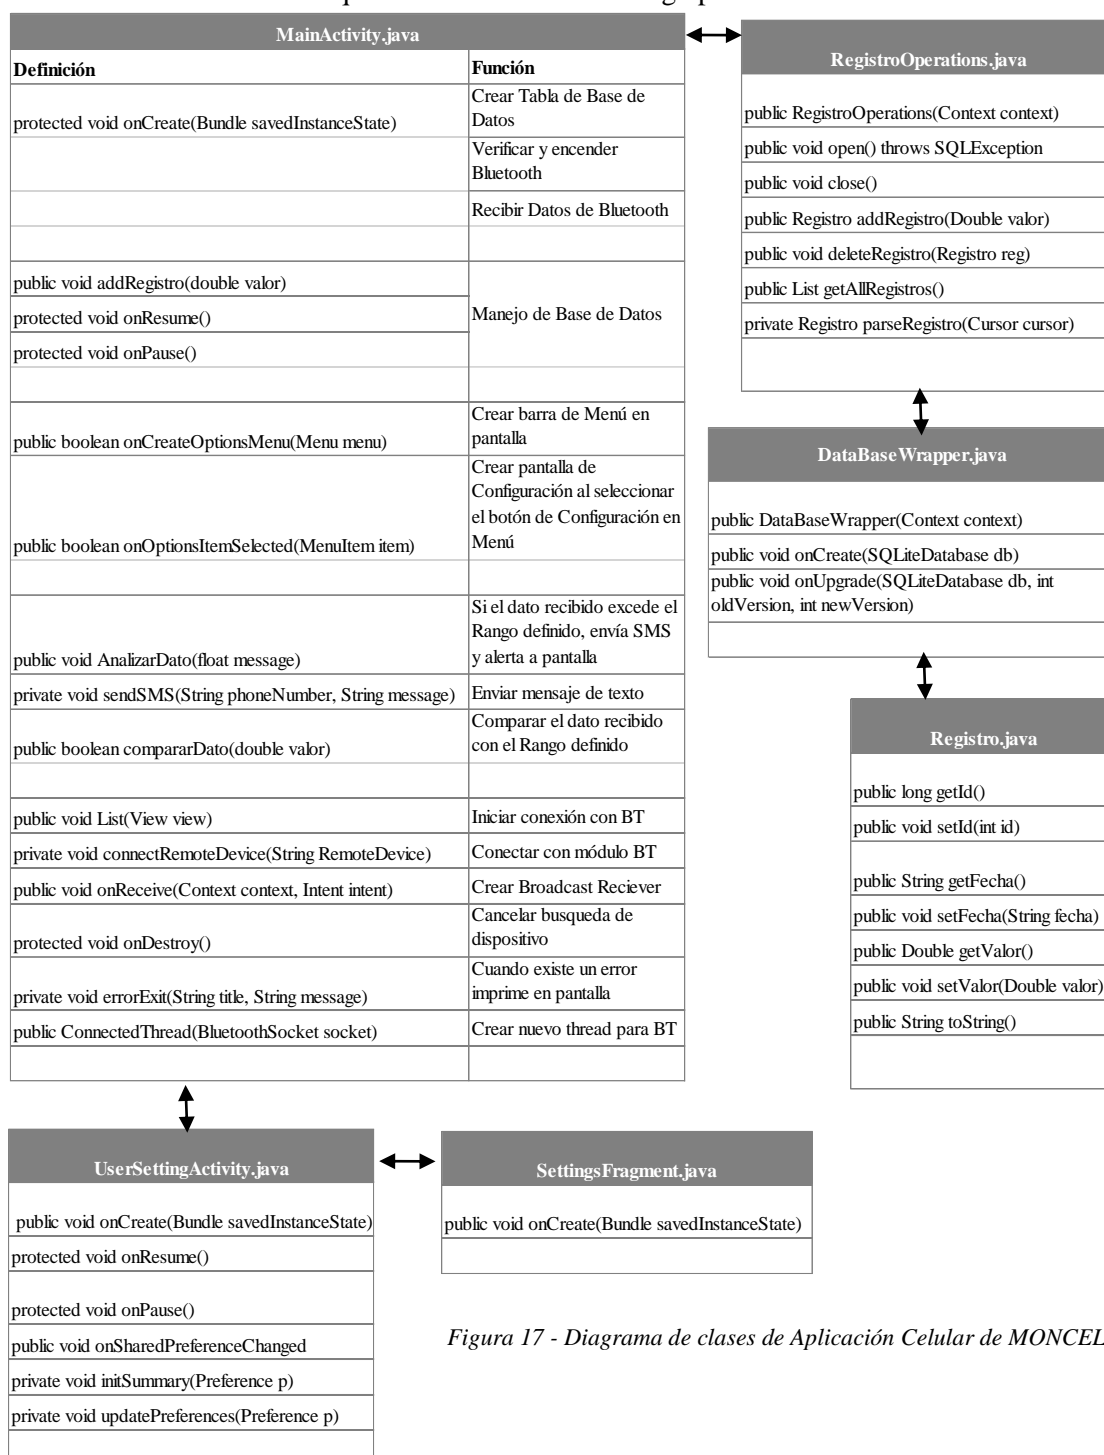 MainActivity.java
Definición Función
protected void onCreate(Bundle savedInstanceState)
Crear Tabla de Base de
Datos
Verificar y encender
Bluetooth
Recibir Datos de Bluetooth
public void addRegistro(double valor)
protected void onResume()
protected void onPause()
Manejo de Base de Datos
public boolean onCreateOptionsMenu(Menu menu)
Crear barra de Menú en
pantalla
public boolean onOptionsItemSelected(MenuItem item)
Crear pantalla de
Configuración al seleccionar
el botón de Configuración en
Menú
public void AnalizarDato(float message)
Si el dato recibido excede el
Rango definido, envía SMS
y alerta a pantalla
private void sendSMS(String phoneNumber, String message) Enviar mensaje de texto
public boolean compararDato(double valor)
Comparar el dato recibido
con el Rango definido
public void List(View view) Iniciar conexión con BT
private void connectRemoteDevice(String RemoteDevice) Conectar con módulo BT
public void onReceive(Context context, Intent intent) Crear Broadcast Reciever
protected void onDestroy()
Cancelar busqueda de
dispositivo
private void errorExit(String title, String message)
Cuando existe un error
imprime en pantalla
public ConnectedThread(BluetoothSocket socket) Crear nuevo thread para BT
RegistroOperations.java
public RegistroOperations(Context context)
public void open() throws SQLException
public void close()
public Registro addRegistro(Double valor)
public void deleteRegistro(Registro reg)
public List getAllRegistros()
private Registro parseRegistro(Cursor cursor)
DataBaseWrapper.java
public DataBaseWrapper(Context context)
public void onCreate(SQLiteDatabase db)
public void onUpgrade(SQLiteDatabase db, int
oldVersion, int newVersion)
Registro.java
public long getId()
public void setId(int id)
public String getFecha()
public void setFecha(String fecha)
public Double getValor()
public void setValor(Double valor)
public String toString()
UserSettingActivity.java
public void onCreate(Bundle savedInstanceState)
protected void onResume()
protected void onPause()
public void onSharedPreferenceChanged
private void initSummary(Preference p)
private void updatePreferences(Preference p)
SettingsFragment.java
public void onCreate(Bundle savedInstanceState)
Figura 17 - Diagrama de clases de Aplicación Celular de MONCEL